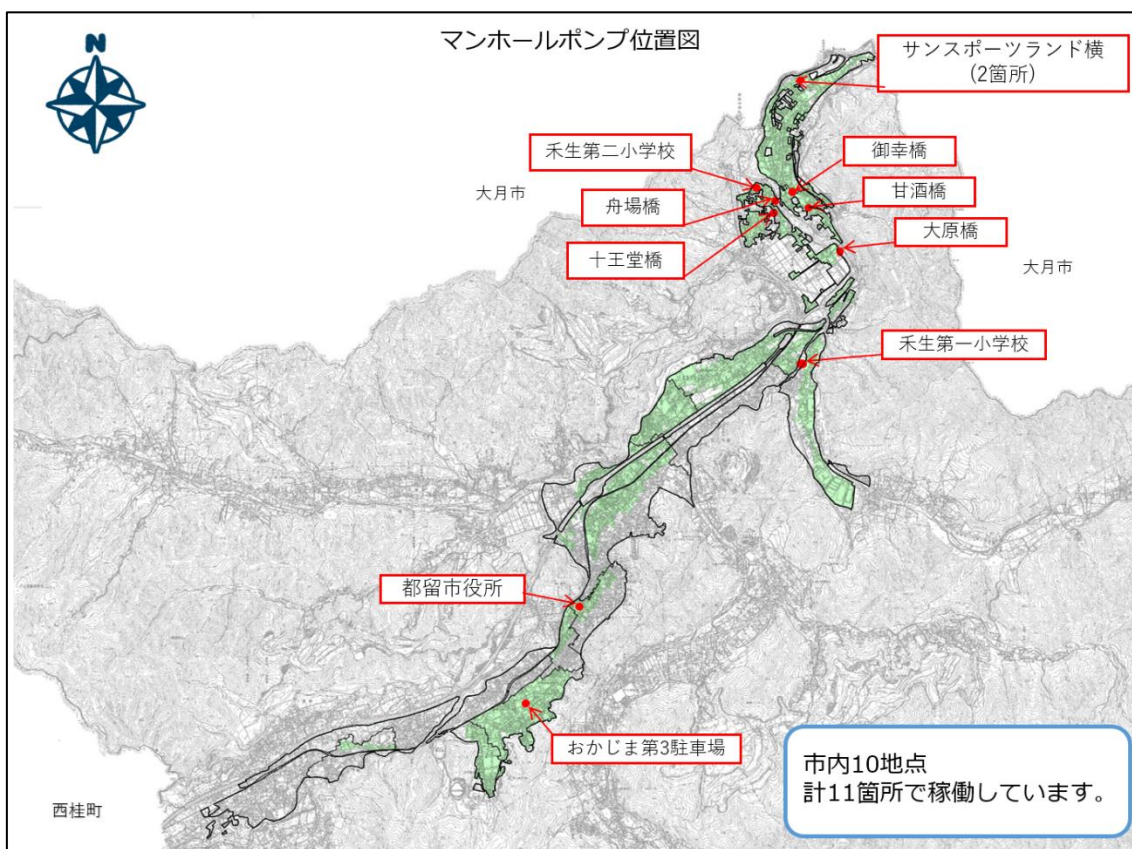 マンホールポンプ位置図
N
サンスポーツランド横
(2箇所)
禾生第二小学校
御幸橋
大月市
舟場橋
甘酒橋
十王堂橋
大原橋
大月市
禾生第一小学校
都留市役所
おかじま第3駐車場
西桂町
市内10地点
計11箇所で稼働しています。